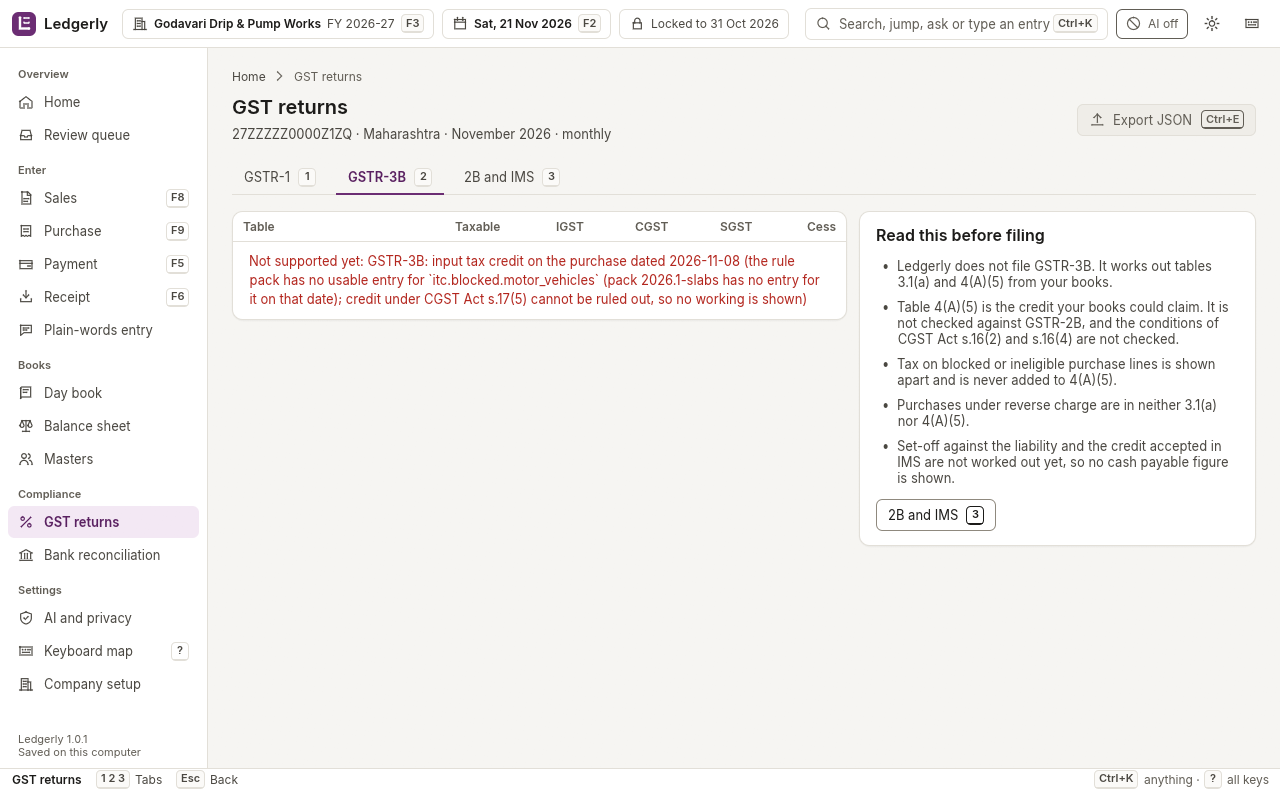 Ledgerly
Godavari Drip & Pump Works FY 2026-27 F3
Sat, 21 Nov 2026 F2
Locked to 31 Oct 2026
Search, jump, ask or type an entry Ctrl+K
AI off
Overview
Home
Review queue
Enter
Sales F8
Purchase F9
Payment F5
Receipt F6
Plain-words entry
Books
Day book
Balance sheet
Masters
Compliance
GST returns
Bank reconciliation
Settings
AI and privacy
Keyboard map ?
Company setup
Ledgerly 1.0.1
Saved on this computer
Home GST returns
GST returns
27ZZZZZ0000Z1ZQ · Maharashtra · November 2026 · monthly
Export JSON Ctrl+E
GSTR-1 1 GSTR-3B 2 2B and IMS 3
Table Taxable IGST CGST SGST Cess
Not supported yet: GSTR-3B: input tax credit on the purchase dated 2026-11-08 (the rule
pack has no usable entry for `itc.blocked.motor_vehicles` (pack 2026.1-slabs has no entry for
it on that date); credit under CGST Act s.17(5) cannot be ruled out, so no working is shown)
Read this before filing
• Ledgerly does not file GSTR-3B. It works out tables
3.1(a) and 4(A)(5) from your books.
• Table 4(A)(5) is the credit your books could claim. It is
not checked against GSTR-2B, and the conditions of
CGST Act s.16(2) and s.16(4) are not checked.
• Tax on blocked or ineligible purchase lines is shown
apart and is never added to 4(A)(5).
• Purchases under reverse charge are in neither 3.1(a)
nor 4(A)(5).
• Set-off against the liability and the credit accepted in
IMS are not worked out yet, so no cash payable figure
is shown.
2B and IMS 3
GST returns 1 2 3 Tabs Esc Back
Ctrl+K anything · ? all keys